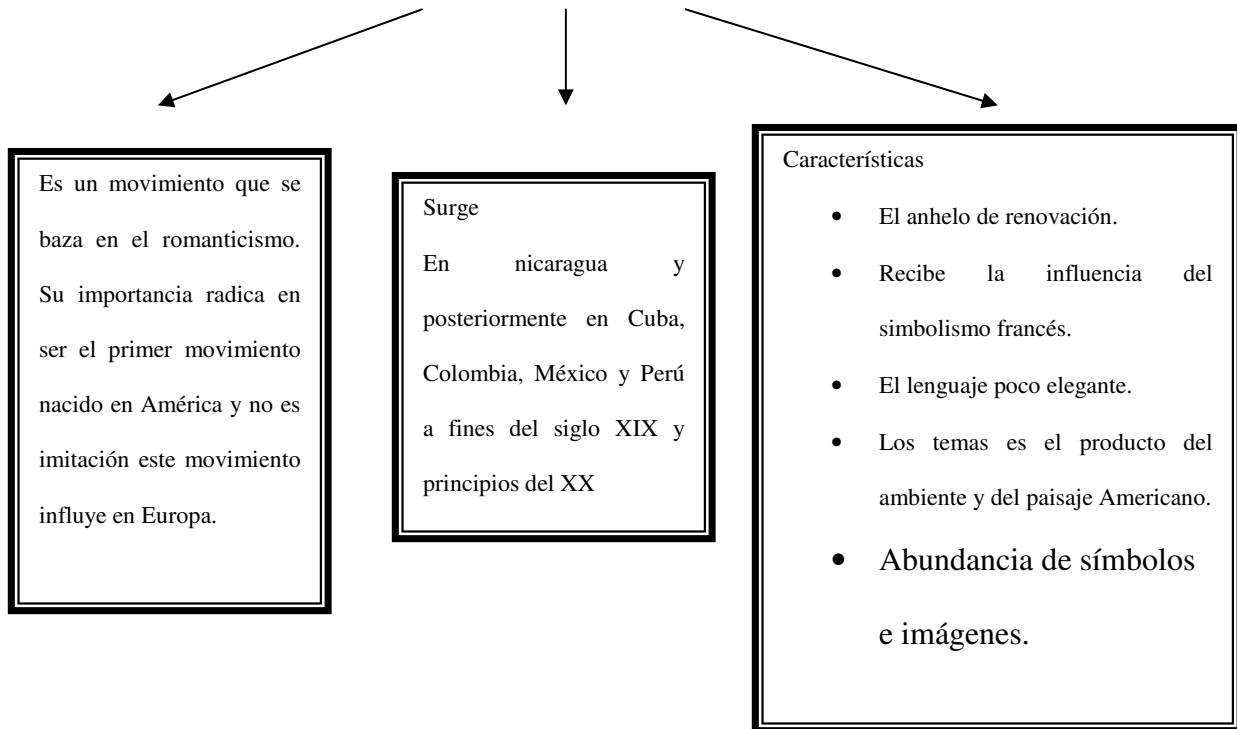 Es un movimiento que se
baza en el romanticismo.
Su importancia radica en
ser el primer movimiento
nacido en América y no es
imitación este movimiento
influye en Europa.
Surge
En nicaragua y
posteriormente en Cuba,
Colombia, México y Perú
a fines del siglo XIX y
principios del XX
Características
• El anhelo de renovación.
• Recibe la influencia del
simbolismo francés.
• El lenguaje poco elegante.
• Los temas es el producto del
ambiente y del paisaje Americano.
• Abundancia de símbolos
e imágenes.